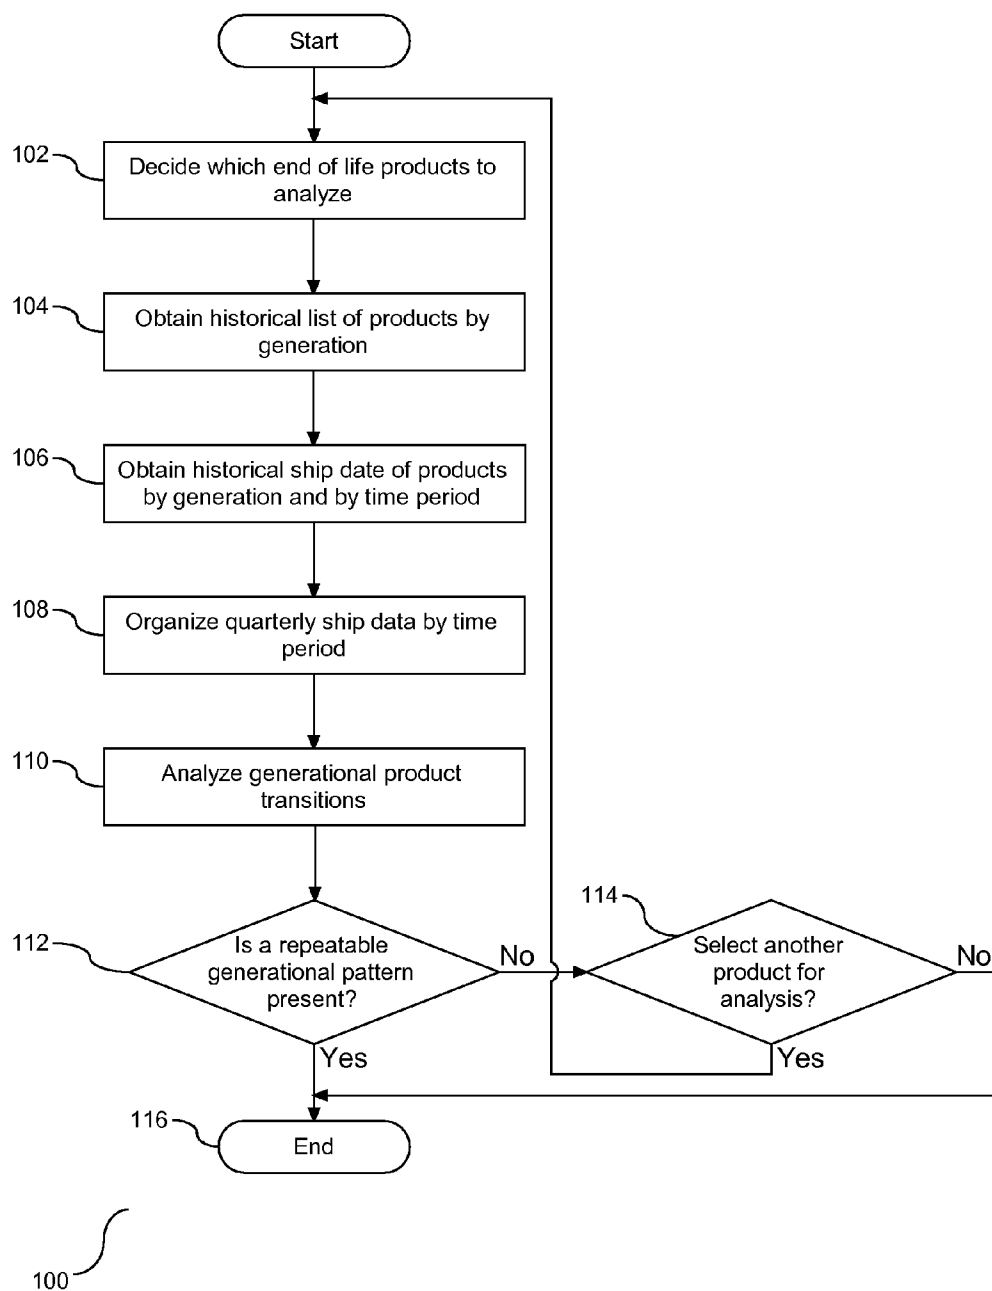 Start
102
Decide which end of life products to
analyze
104
Obtain historical list of products by
generation
106
Obtain historical ship date of products
by generation and by time period
108
Organize quarterly ship data by time
period
110
Analyze generational product
transitions
112
Is a repeatable
generational pattern
present?
No
Yes
114
Select another
product for
analysis?
No
Yes
116
End
100